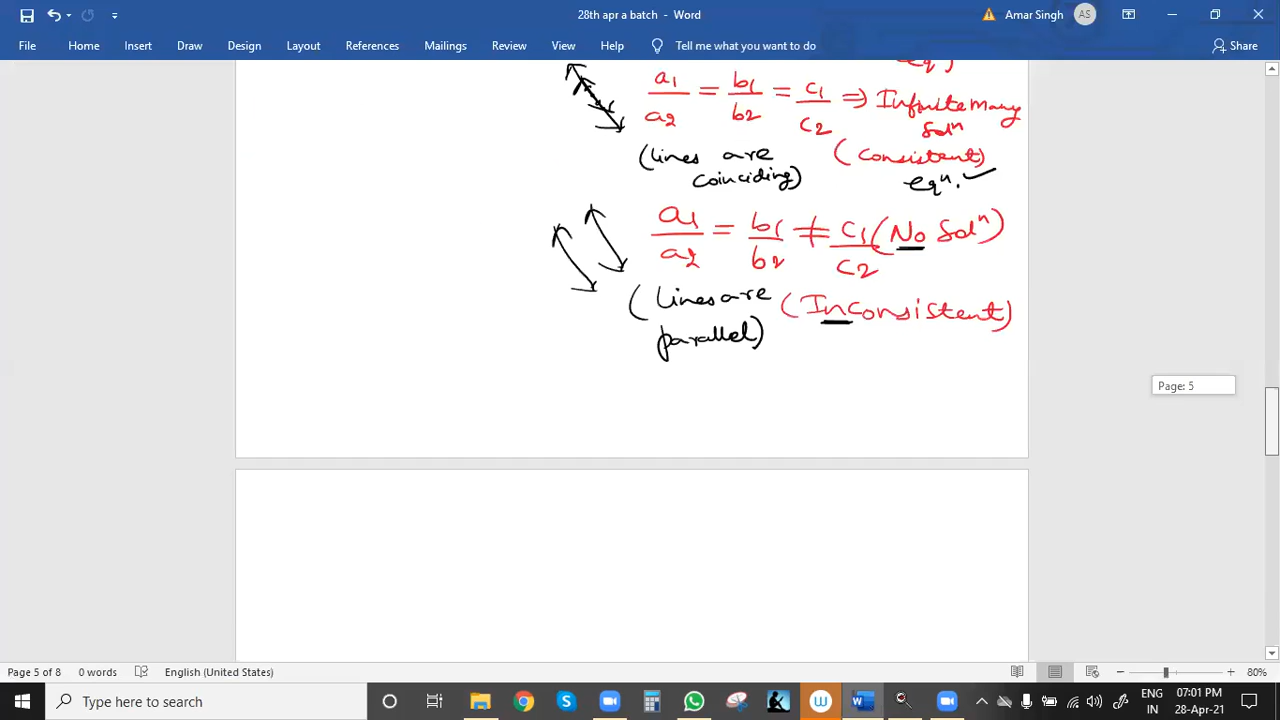 28th apr a batch - Word
Amar Singh
AS
File Home Insert Draw Design Layout References Mailings Review View Help Tell me what you want to do Share
eqn
a1/a2 = b1/b2 = c1/c2 ⇒ Infinite Many
Solⁿ
(lines are
coinciding)
(Consistent)
eqⁿ. ✓
a1/a2 = b1/b2 ≠ c1/c2 (No Solⁿ)
(lines are
parallel)
(Inconsistent)
Page: 5
Page 5 of 8 0 words English (United States) 80%
Type here to search
ENG
IN
07:01 PM
28-Apr-21